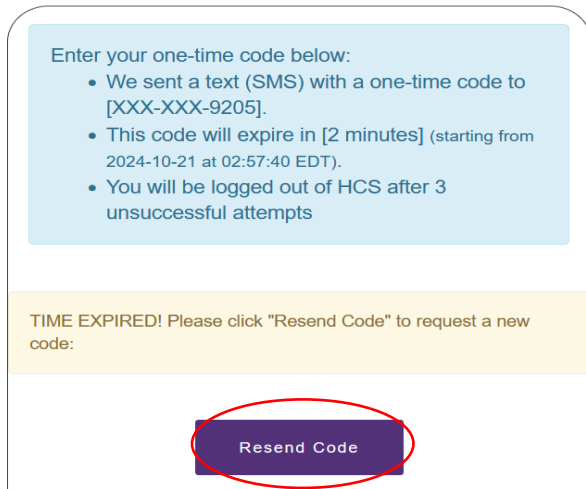 Enter your one-time code below:
• We sent a text (SMS) with a one-time code to
[XXX-XXX-9205].
• This code will expire in [2 minutes] (starting from
2024-10-21 at 02:57:40 EDT).
• You will be logged out of HCS after 3
unsuccessful attempts
TIME EXPIRED! Please click "Resend Code" to request a new
code:
Resend Code